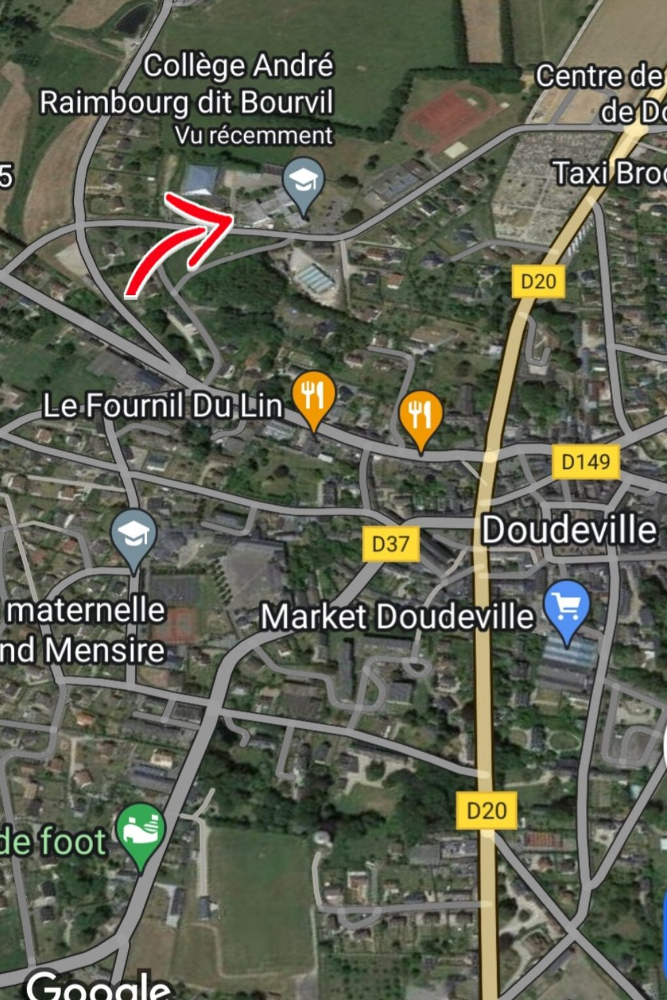 Collège André
Raimbourg dit Bourvil
Vu récemment
Centre de
de Do
5
Taxi Broc
D20
Le Fournil Du Lin
D149
Doudeville
D37
maternelle
nd Mensire
Market Doudeville
D20
de foot
Google